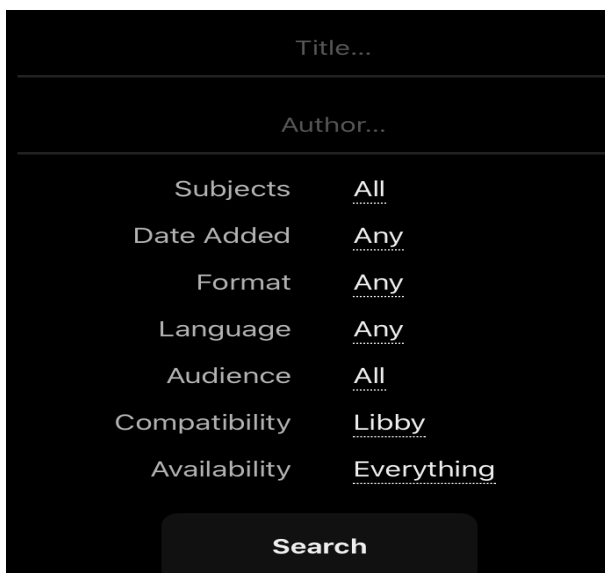 Title...
Author...
Subjects All
Date Added Any
Format Any
Language Any
Audience All
Compatibility Libby
Availability Everything
Search